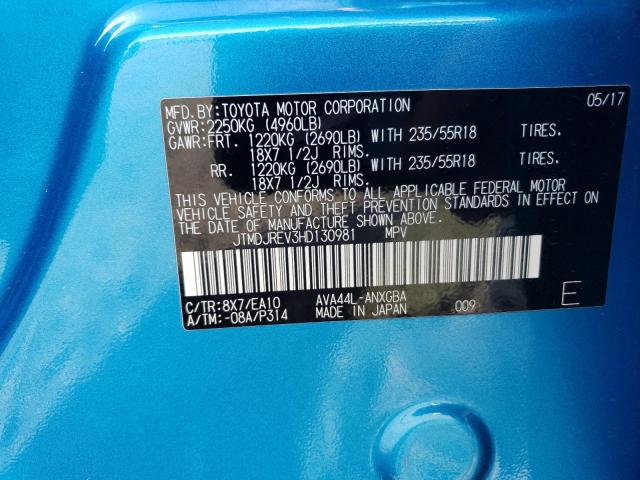 MFD.BY:TOYOTA MOTOR CORPORATION 05/17
GVWR:2250KG (4960LB)
GAWR:FRT. 1220KG (2690LB) WITH 235/55R18 TIRES.
18X7 1/2J RIMS.
RR. 1220KG (2690LB) WITH 235/55R18 TIRES.
18X7 1/2J RIMS.
THIS VEHICLE CONFORMS TO ALL APPLICABLE FEDERAL MOTOR
VEHICLE SAFETY AND THEFT PREVENTION STANDARDS IN EFFECT ON
THE DATE OF MANUFACTURE SHOWN ABOVE.
JTMDJREV3HD130981 MPV
C/TR:8X7/EA10 AVA44L-ANXGBA
A/TM:-08A/P314 MADE IN JAPAN 009 E